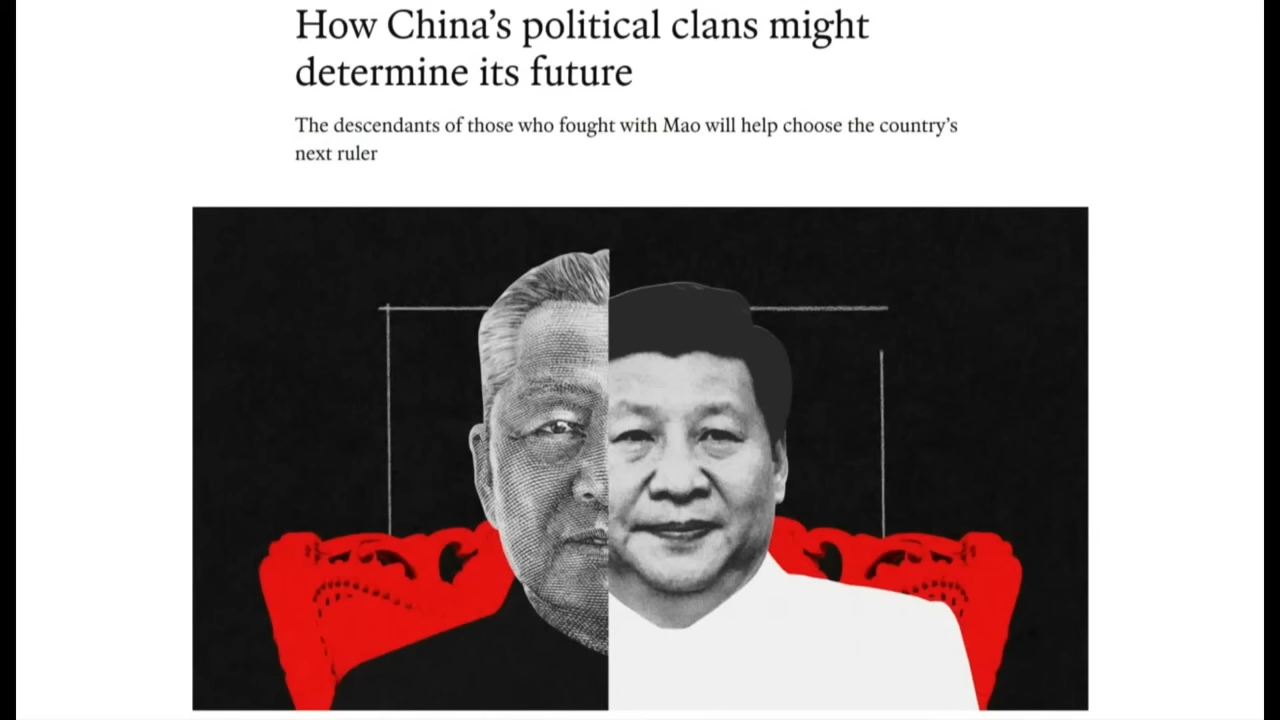 How China’s political clans might
determine its future
The descendants of those who fought with Mao will help choose the country’s
next ruler